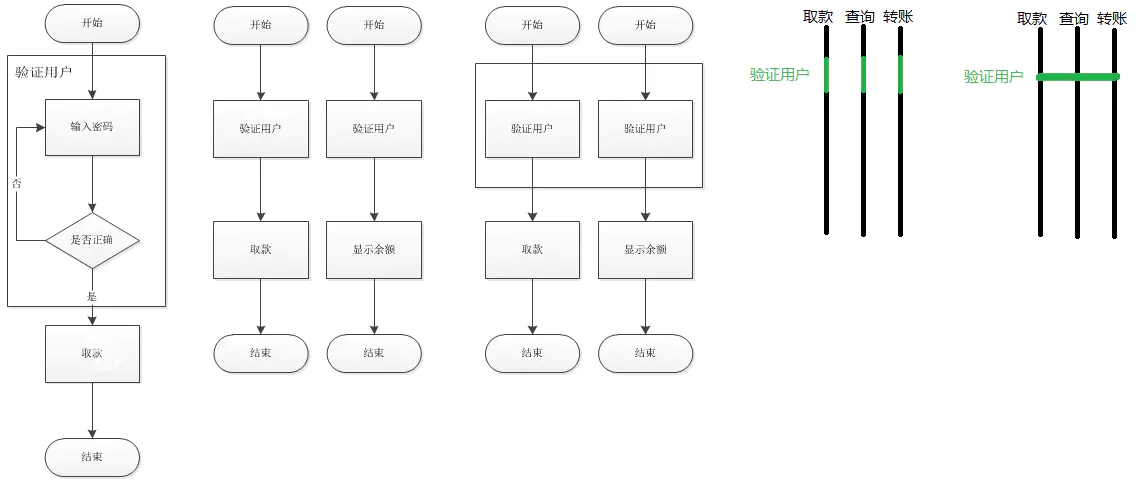 开始
验证用户
输入密码
否
是否正确
是
取款
结束
开始
验证用户
取款
结束
开始
验证用户
显示余额
结束
开始
验证用户
取款
结束
开始
验证用户
显示余额
结束
取款 查询 转账
验证用户
取款 查询 转账
验证用户